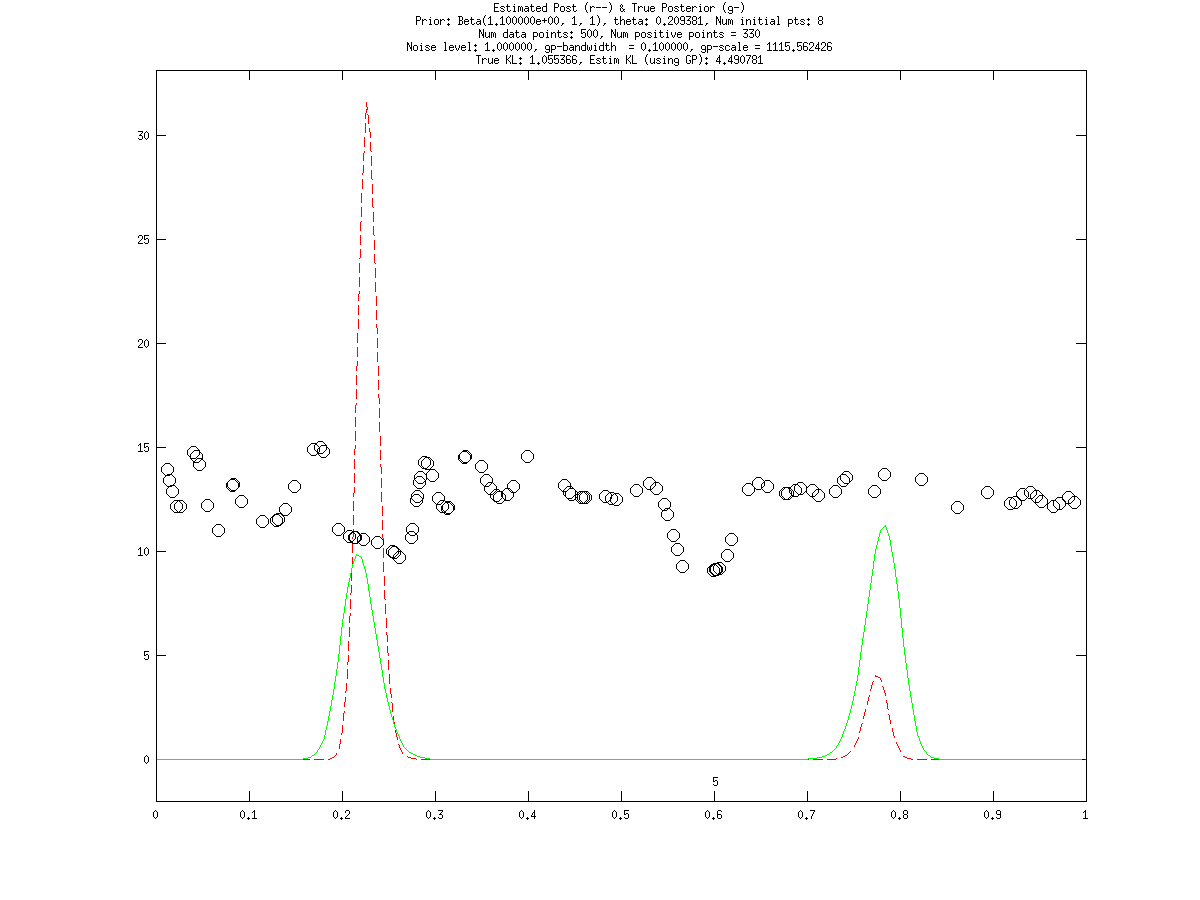 Estimated Post (r--) & True Posterior (g-)
Prior: Beta(1.100000e+00, 1, 1), theta: 0.209381, Num initial pts: 8
Num data points: 500, Num positive points = 330
Noise level: 1.000000, gp-bandwidth  = 0.100000, gp-scale = 1115.562426
True KL: 1.055366, Estim KL (using GP): 4.490781
30
25
20
15
10
5
0
5
0 0.1 0.2 0.3 0.4 0.5 0.6 0.7 0.8 0.9 1